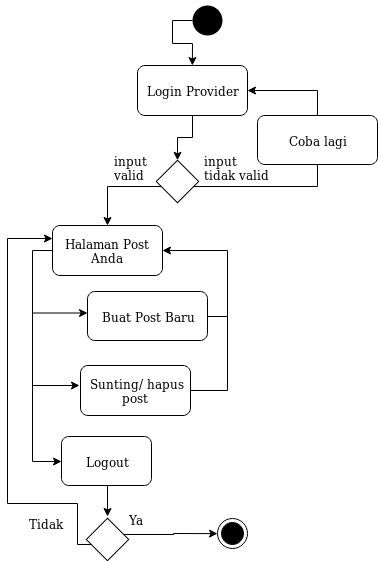 Login Provider
Coba lagi
input
valid
input
tidak valid
Halaman Post
Anda
Buat Post Baru
Sunting/ hapus
post
Logout
Tidak
Ya